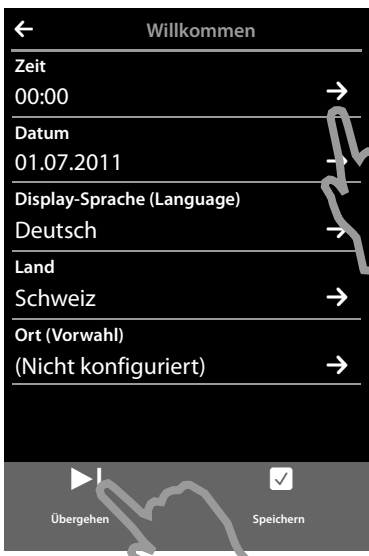 Willkommen
Zeit
00:00
Datum
01.07.2011
Display-Sprache (Language)
Deutsch
Land
Schweiz
Ort (Vorwahl)
(Nicht konfiguriert)
Übergehen Speichern